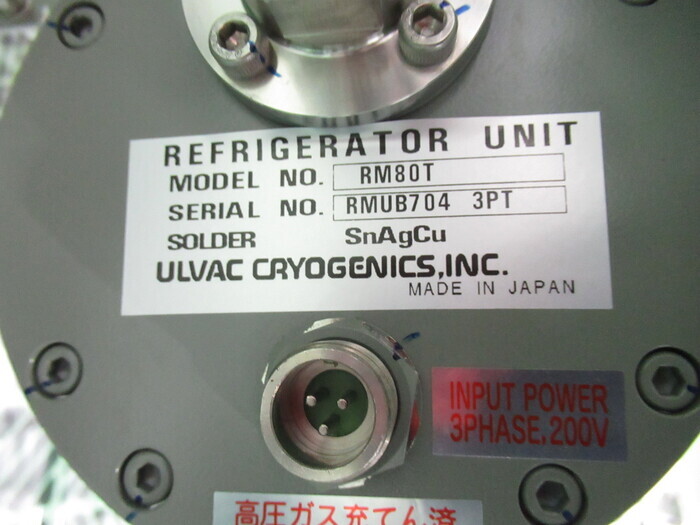 REFRIGERATOR UNIT
MODEL NO. RM80T
SERIAL NO. RMUB704 3PT
SOLDER SnAgCu
ULVAC CRYOGENICS,INC.
MADE IN JAPAN
INPUT POWER
3PHASE.200V
高圧ガス充てん済